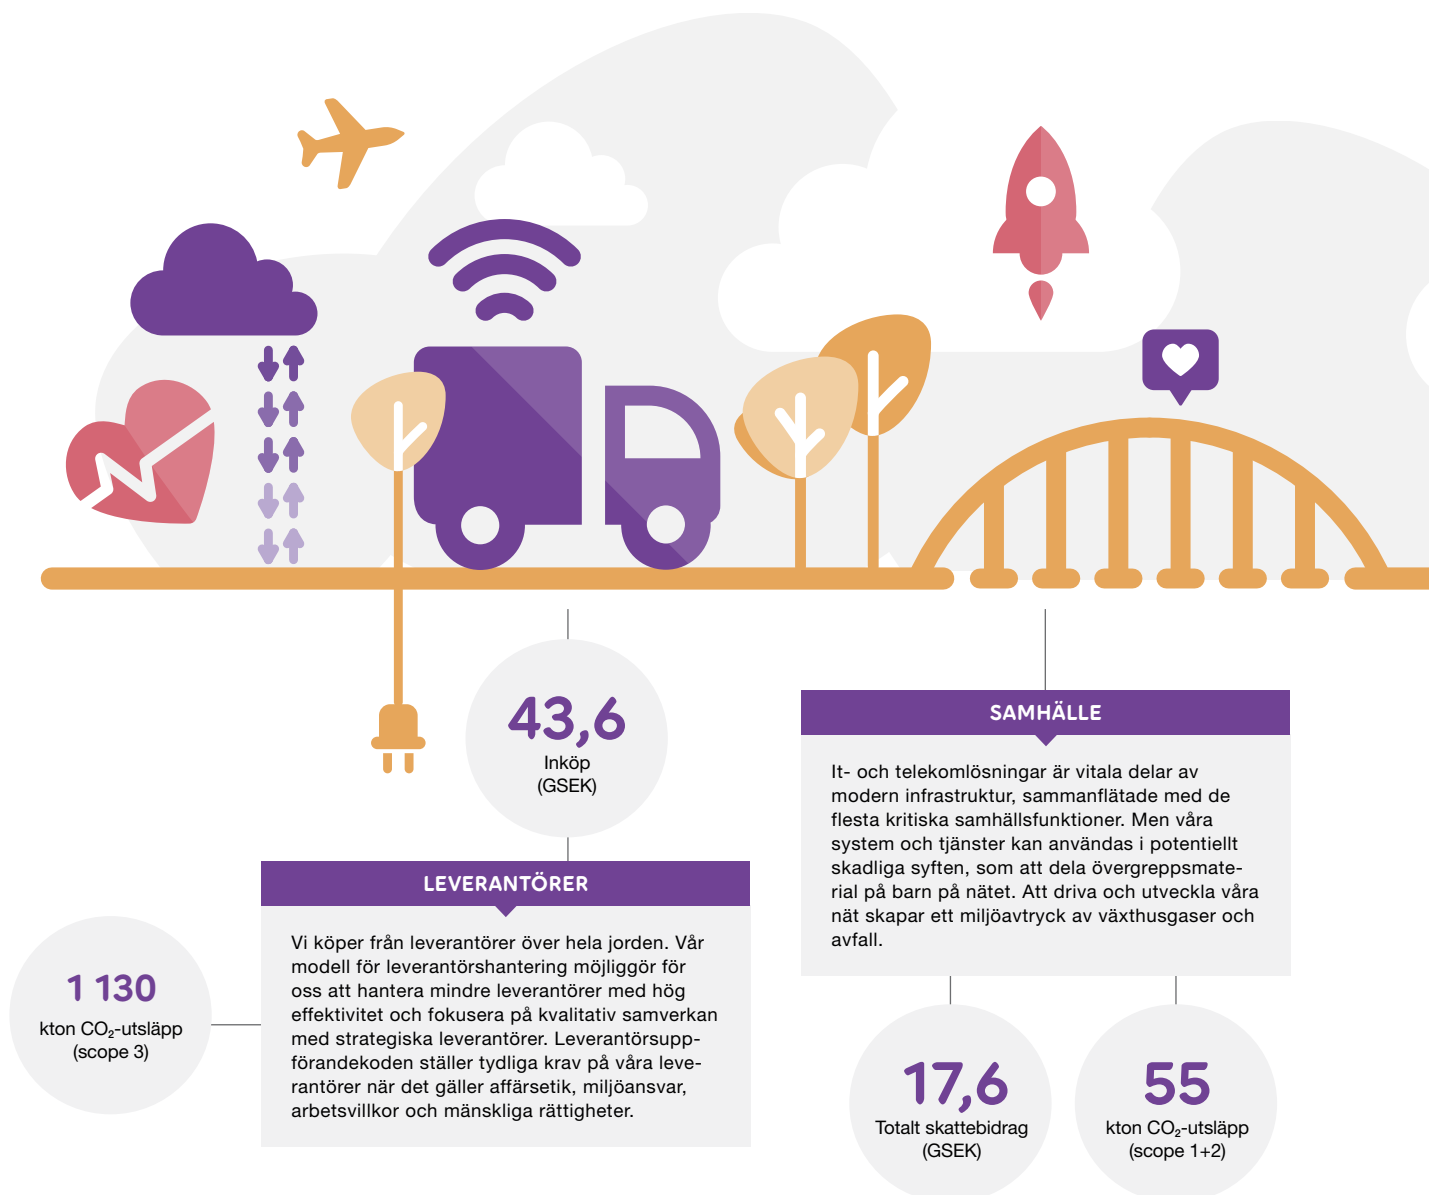 43,6
Inköp
(GSEK)
LEVERANTÖRER
Vi köper från leverantörer över hela jorden. Vår
modell för leverantörshantering möjliggör för
oss att hantera mindre leverantörer med hög
effektivitet och fokusera på kvalitativ samverkan
med strategiska leverantörer. Leverantörsupp-
förandekoden ställer tydliga krav på våra leve-
rantörer när det gäller affärsetik, miljöansvar,
arbetsvillkor och mänskliga rättigheter.
1 130
kton CO₂-utsläpp
(scope 3)
SAMHÄLLE
It- och telekomlösningar är vitala delar av
modern infrastruktur, sammanflätade med de
flesta kritiska samhällsfunktioner. Men våra
system och tjänster kan användas i potentiellt
skadliga syften, som att dela övergreppsmate-
rial på barn på nätet. Att driva och utveckla våra
nät skapar ett miljöavtryck av växthusgaser och
avfall.
17,6
Totalt skattebidrag
(GSEK)
55
kton CO₂-utsläpp
(scope 1+2)